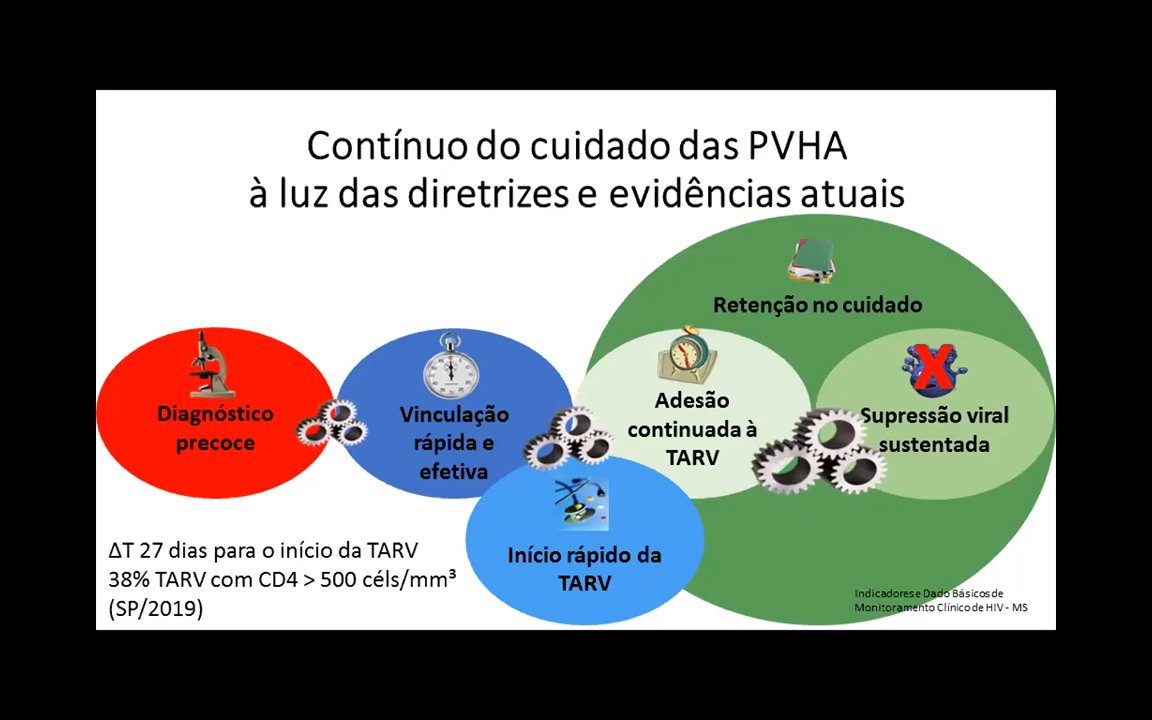 Contínuo do cuidado das PVHA
à luz das diretrizes e evidências atuais
Retenção no cuidado
Diagnóstico
precoce
Vinculação
rápida e
efetiva
Adesão
continuada à
TARV
Supressão viral
sustentada
Início rápido da
TARV
ΔT 27 dias para o início da TARV
38% TARV com CD4 > 500 céls/mm³
(SP/2019)
Indicadores e Dado Básicos de
Monitoramento Clínico de HIV - MS